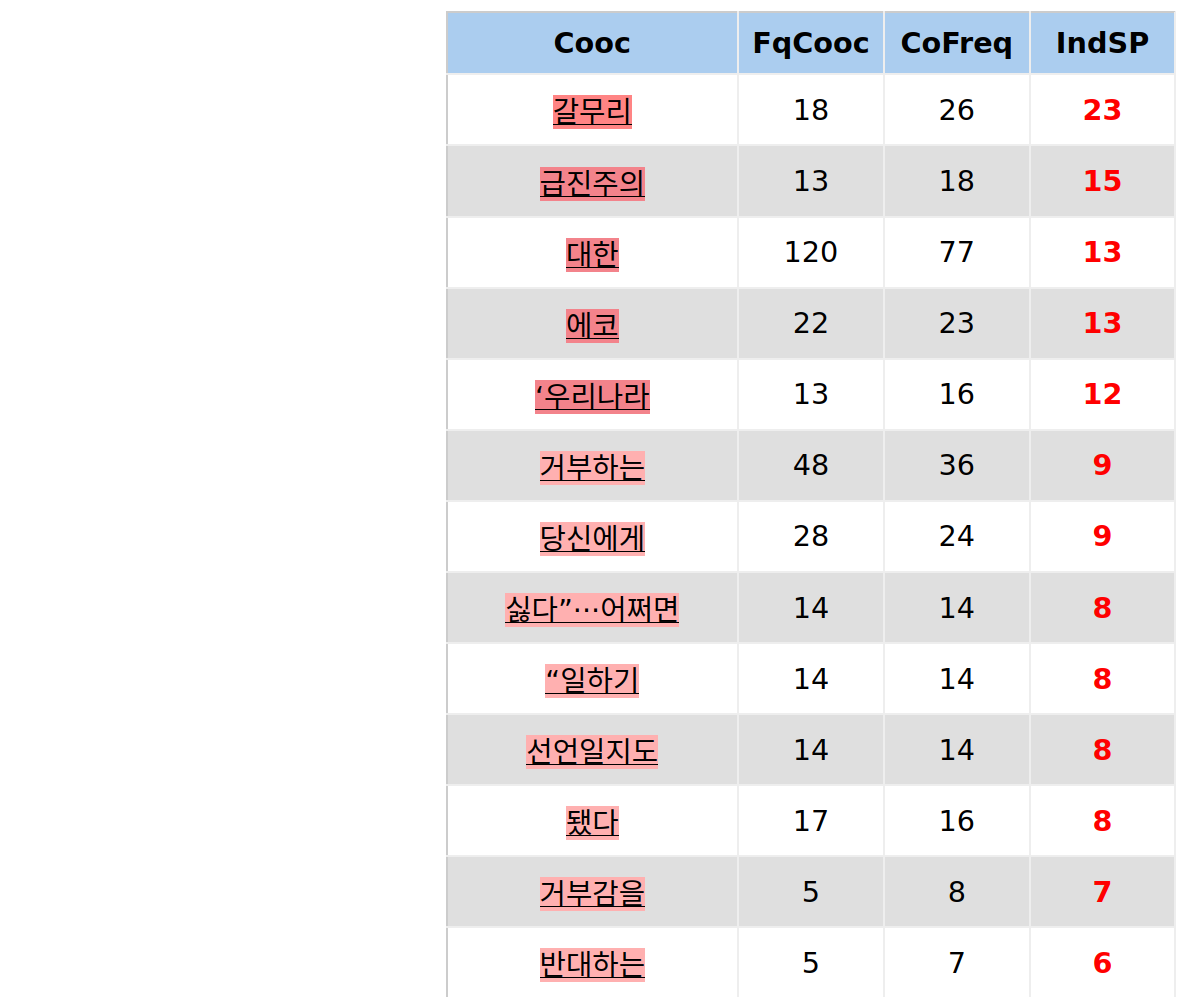 Cooc FqCooc CoFreq IndSP
갈무리 18 26 23
급진주의 13 18 15
대한 120 77 13
에코 22 23 13
‘우리나라 13 16 12
거부하는 48 36 9
당신에게 28 24 9
싫다”…어쩌면 14 14 8
“일하기 14 14 8
선언일지도 14 14 8
됐다 17 16 8
거부감을 5 8 7
반대하는 5 7 6